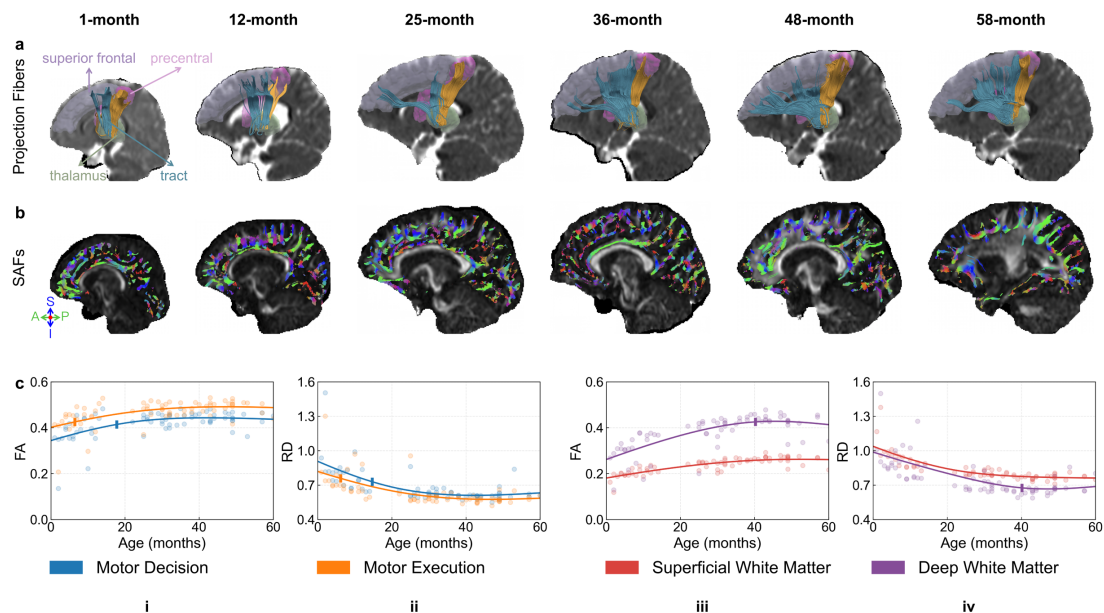 1-month 12-month 25-month 36-month 48-month 58-month
a
Projection Fibers
superior frontal precentral
thalamus tract
b
SAFs
S
A P
I
c
FA
0.6
0.4
0.2
0.0
0 20 40 60
Age (months)
RD
1.6
1.3
1.0
0.7
0.4
0 20 40 60
Age (months)
FA
0.6
0.4
0.2
0.0
0 20 40 60
Age (months)
RD
1.6
1.3
1.0
0.7
0.4
0 20 40 60
Age (months)
Motor Decision Motor Execution Superficial White Matter Deep White Matter
i ii iii iv